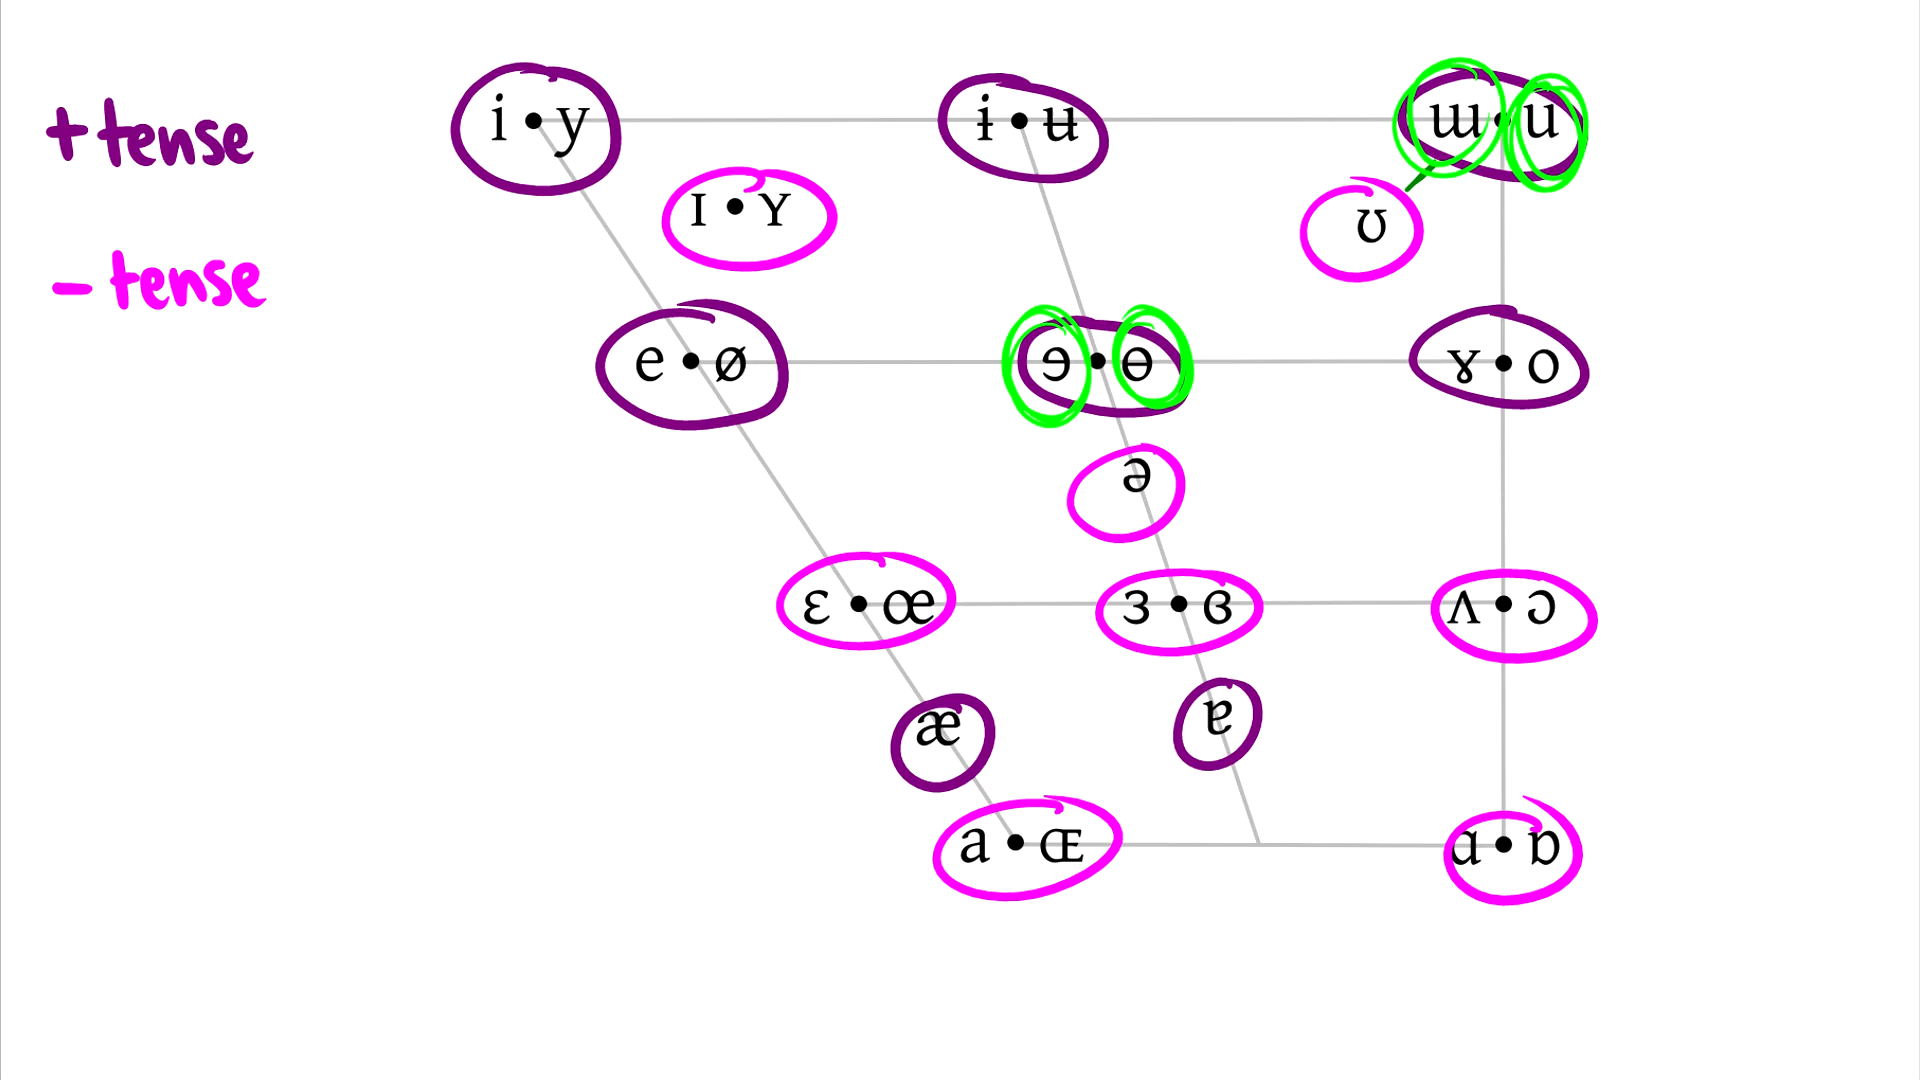 +tense
-tense
i • y
ɨ • ʉ
ɯ • u
ɪ • ʏ
ʊ
e • ø
ɘ • ɵ
ɤ • o
ə
ɛ • œ
ɜ • ɞ
ʌ • ɔ
æ
ɐ
a • ɶ
ɑ • ɒ